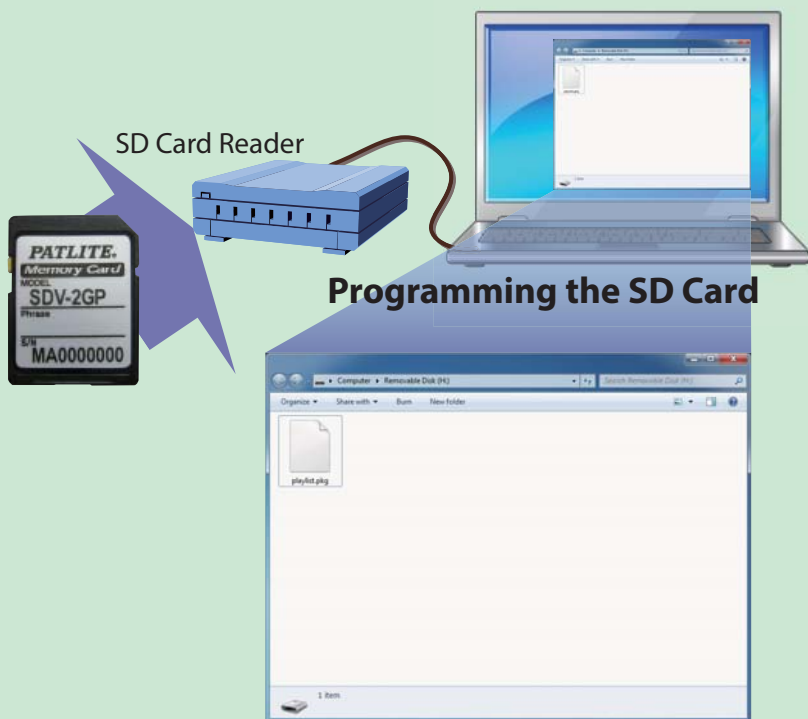 SD Card Reader
PATLITE®
Memory Card
MODEL
SDV-2GP
Phrase
S/N
MA0000000
Programming the SD Card
Computer ▸ Removable Disk (H:)
Search Removable Disk (H:)
Organize ▾ Share with ▾ Burn New folder
playlist.pkg
1 item